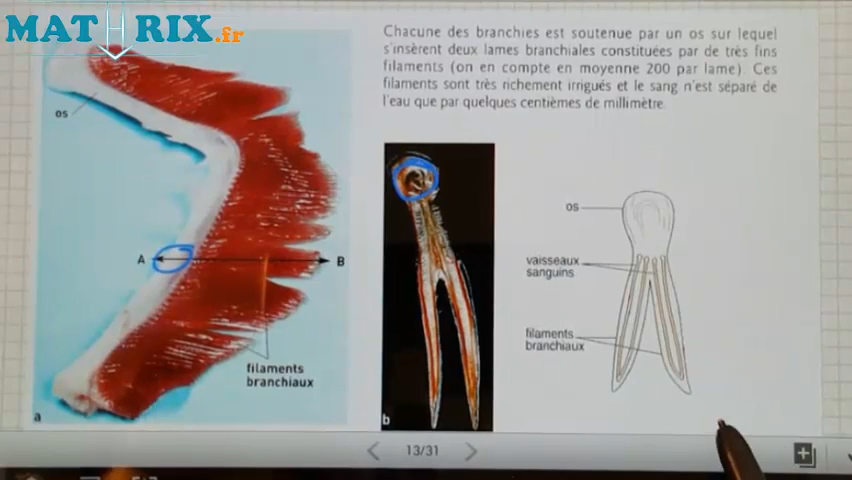 MATHRIX.fr
Chacune des branchies est soutenue par un os sur lequel
s'insèrent deux lames branchiales constituées par de très fins
filaments (on en compte en moyenne 200 par lame). Ces
filaments sont très richement irrigués et le sang n'est séparé de
l'eau que par quelques centièmes de millimètre.
os
A
B
filaments
branchiaux
a
b
os
vaisseaux
sanguins
filaments
branchiaux
13/31